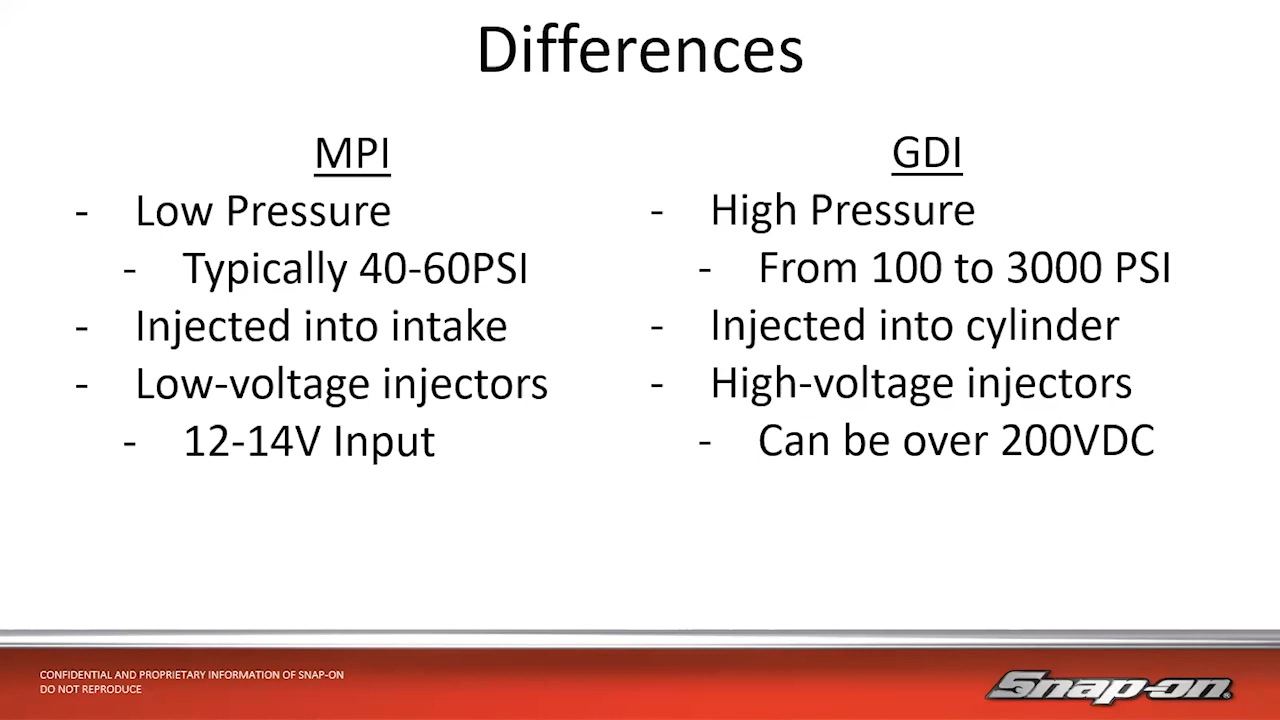 Differences
MPI
- Low Pressure
- Typically 40-60PSI
- Injected into intake
- Low-voltage injectors
- 12-14V Input
GDI
- High Pressure
- From 100 to 3000 PSI
- Injected into cylinder
- High-voltage injectors
- Can be over 200VDC
CONFIDENTIAL AND PROPRIETARY INFORMATION OF SNAP-ON
DO NOT REPRODUCE
Snap-on®